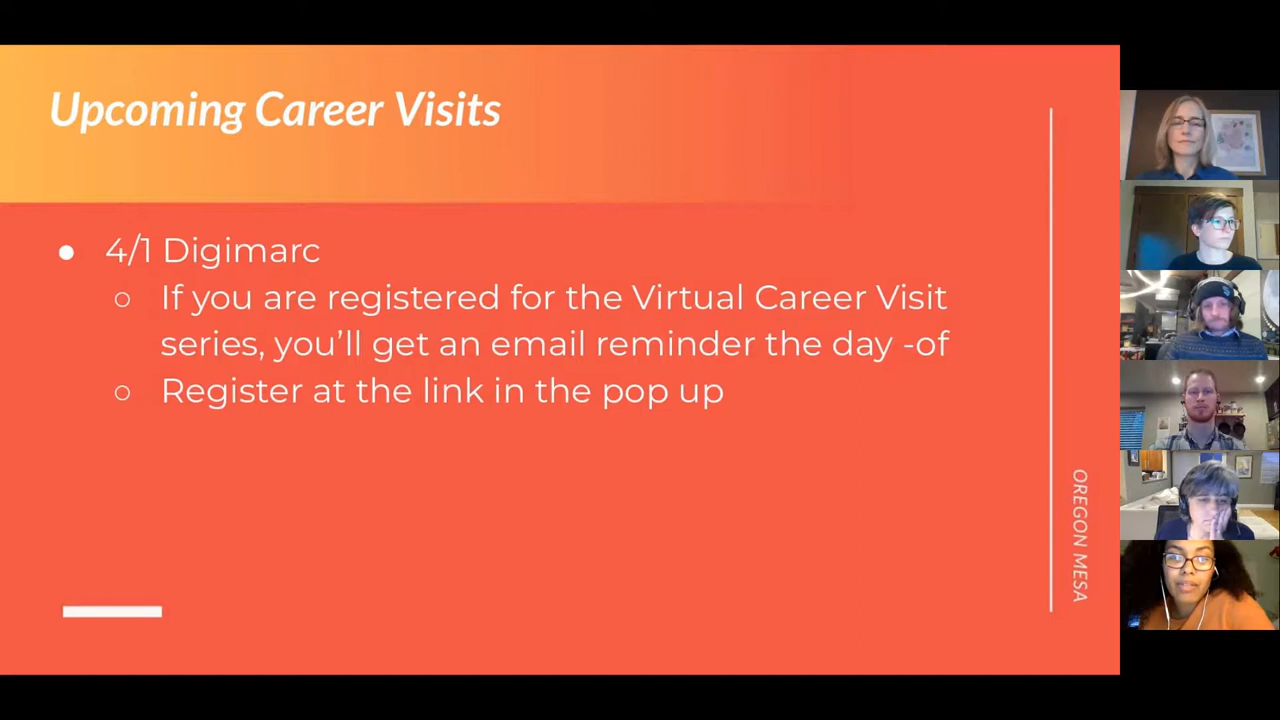 Upcoming Career Visits
● 4/1 Digimarc
○ If you are registered for the Virtual Career Visit
series, you’ll get an email reminder the day -of
○ Register at the link in the pop up
OREGON MESA